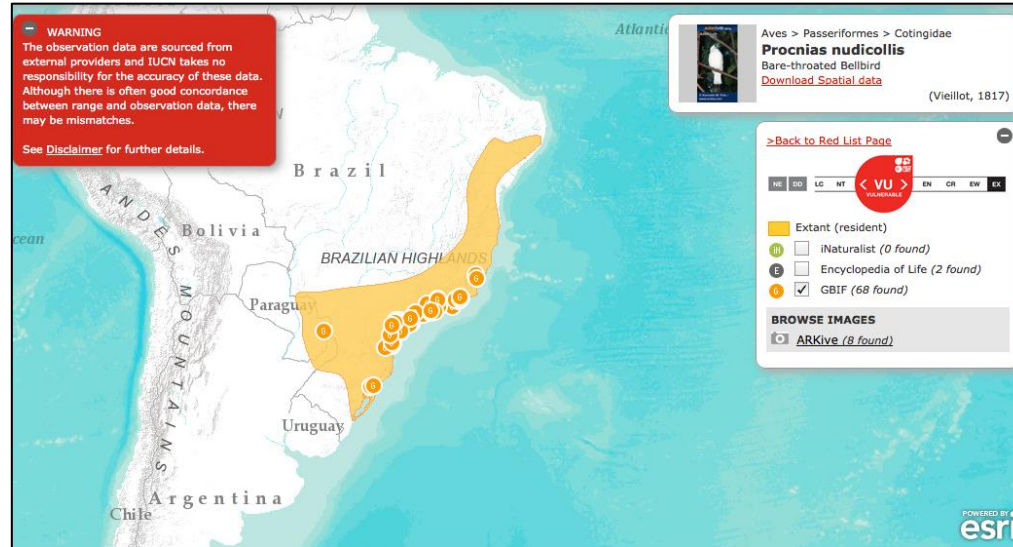 WARNING
The observation data are sourced from
external providers and IUCN takes no
responsibility for the accuracy of these data.
Although there is often good concordance
between range and observation data, there
may be mismatches.
See Disclaimer for further details.
Atlantic
Aves > Passeriformes > Cotingidae
Procnias nudicollis
Bare-throated Bellbird
Download Spatial data
(Vieillot, 1817)
>Back to Red List Page
NE DD LC NT < VU > EN CR EW EX
VULNERABLE
Extant (resident)
iH iNaturalist (0 found)
E Encyclopedia of Life (2 found)
G GBIF (68 found)
BROWSE IMAGES
ARKive (8 found)
Brazil
ANDES MOUNTAINS
Bolivia
BRAZILIAN HIGHLANDS
Paraguay
Uruguay
Argentina
Chile
POWERED BY
esri